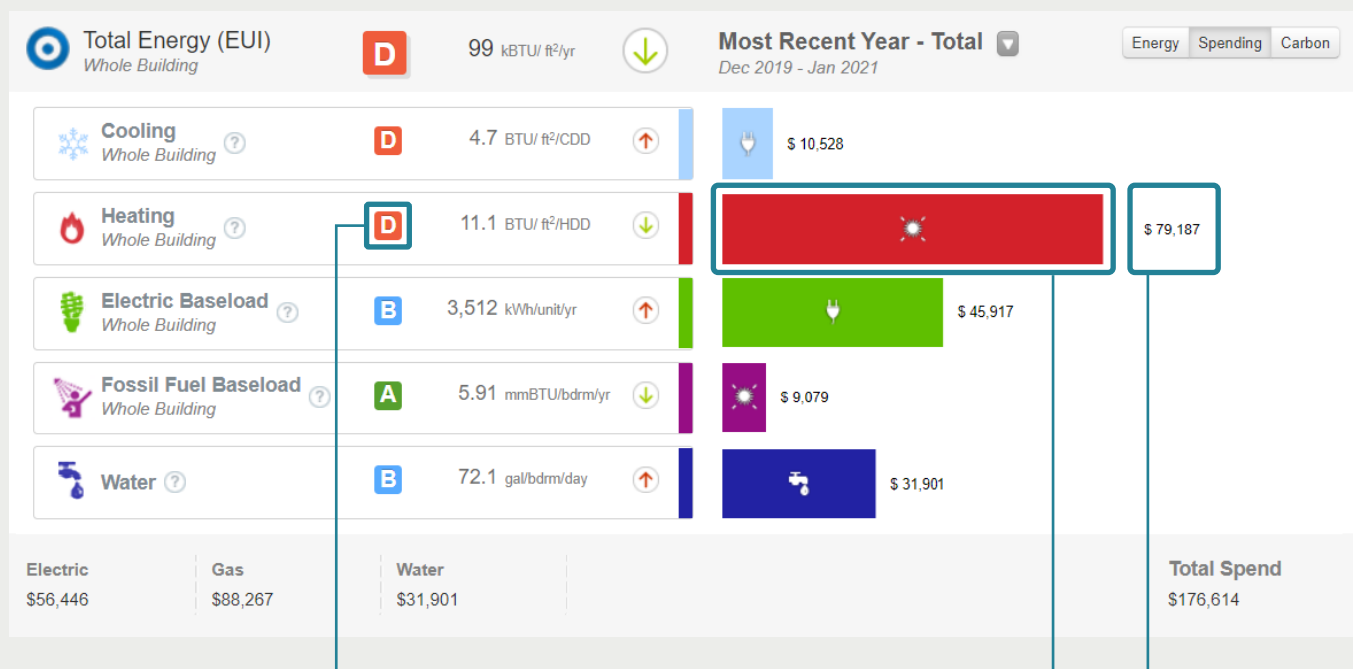 Total Energy (EUI)
Whole Building
D
99 kBTU/ ft²/yr
Most Recent Year - Total
Dec 2019 - Jan 2021
Energy Spending Carbon
Cooling
Whole Building
?
D
4.7 BTU/ ft²/CDD
$ 10,528
Heating
Whole Building
?
D
11.1 BTU/ ft²/HDD
$ 79,187
Electric Baseload
Whole Building
?
B
3,512 kWh/unit/yr
$ 45,917
Fossil Fuel Baseload
Whole Building
?
A
5.91 mmBTU/bdrm/yr
$ 9,079
Water ?
B
72.1 gal/bdrm/day
$ 31,901
Electric
$56,446
Gas
$88,267
Water
$31,901
Total Spend
$176,614